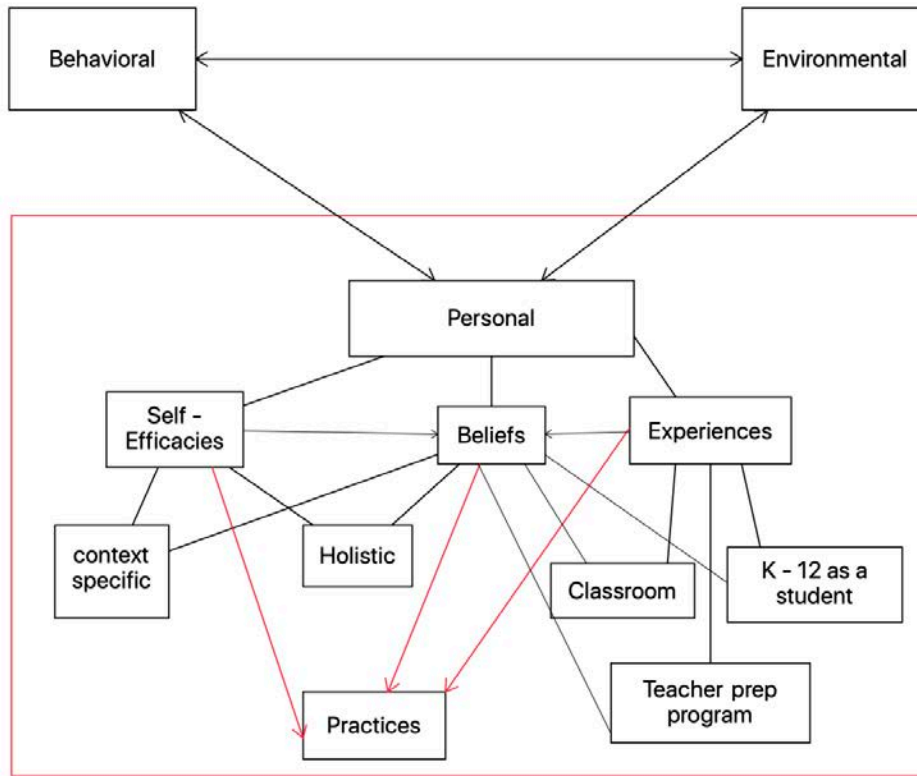 Behavioral
Environmental
Personal
Self -
Efficacies
Beliefs
Experiences
context
specific
Holistic
Classroom
K - 12 as a
student
Teacher prep
program
Practices